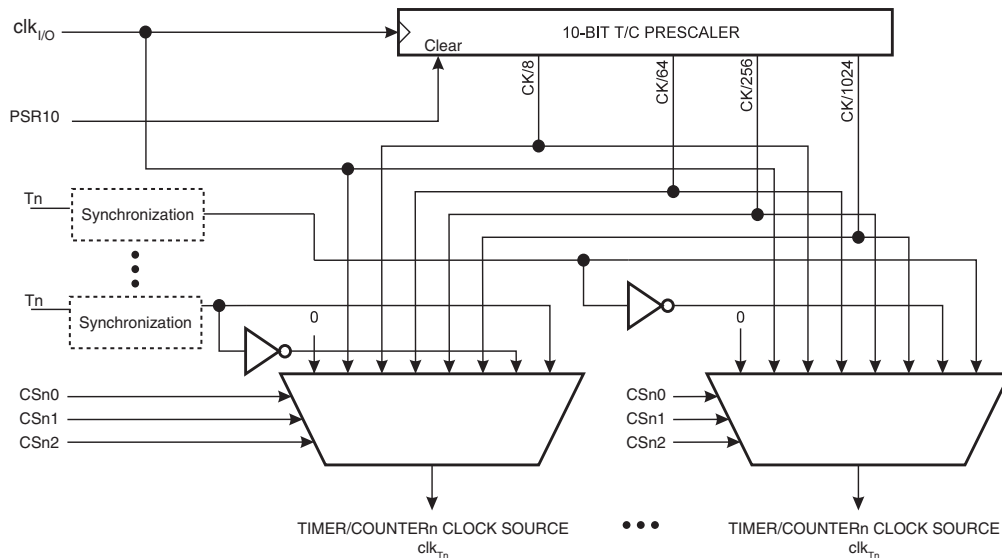 clkI/O
10-BIT T/C PRESCALER
Clear
CK/8
CK/64
CK/256
CK/1024
PSR10
Tn
Synchronization
Tn
Synchronization
0
0
CSn0
CSn1
CSn2
CSn0
CSn1
CSn2
TIMER/COUNTERn CLOCK SOURCE
clkTn
TIMER/COUNTERn CLOCK SOURCE
clkTn